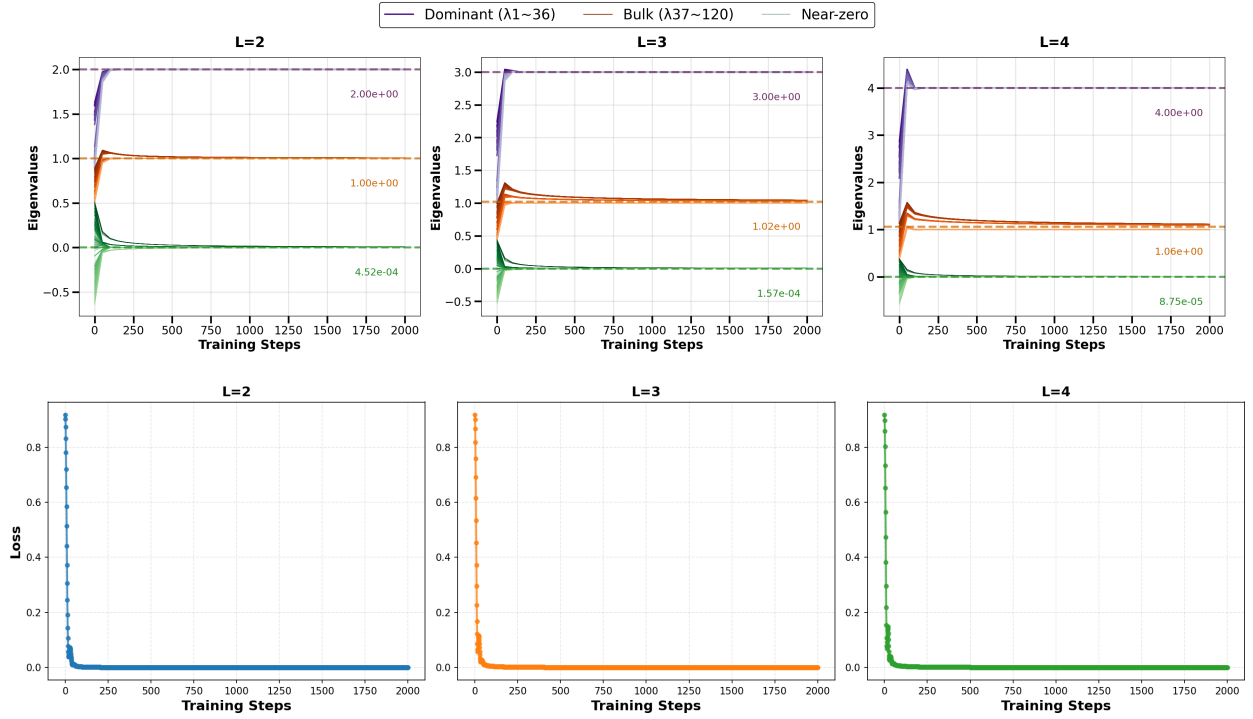 Dominant (λ1~36) Bulk (λ37~120) Near-zero
L=2 L=3 L=4
Eigenvalues
2.0
1.5
1.0
0.5
0.0
−0.5
2.00e+00
1.00e+00
4.52e-04
0 250 500 750 1000 1250 1500 1750 2000
Training Steps
Eigenvalues
3.0
2.5
2.0
1.5
1.0
0.5
0.0
−0.5
3.00e+00
1.02e+00
1.57e-04
0 250 500 750 1000 1250 1500 1750 2000
Training Steps
Eigenvalues
4
3
2
1
0
4.00e+00
1.06e+00
8.75e-05
0 250 500 750 1000 1250 1500 1750 2000
Training Steps
L=2
Loss
0.8
0.6
0.4
0.2
0.0
0 250 500 750 1000 1250 1500 1750 2000
Training Steps
L=3
0.8
0.6
0.4
0.2
0.0
0 250 500 750 1000 1250 1500 1750 2000
Training Steps
L=4
0.8
0.6
0.4
0.2
0.0
0 250 500 750 1000 1250 1500 1750 2000
Training Steps